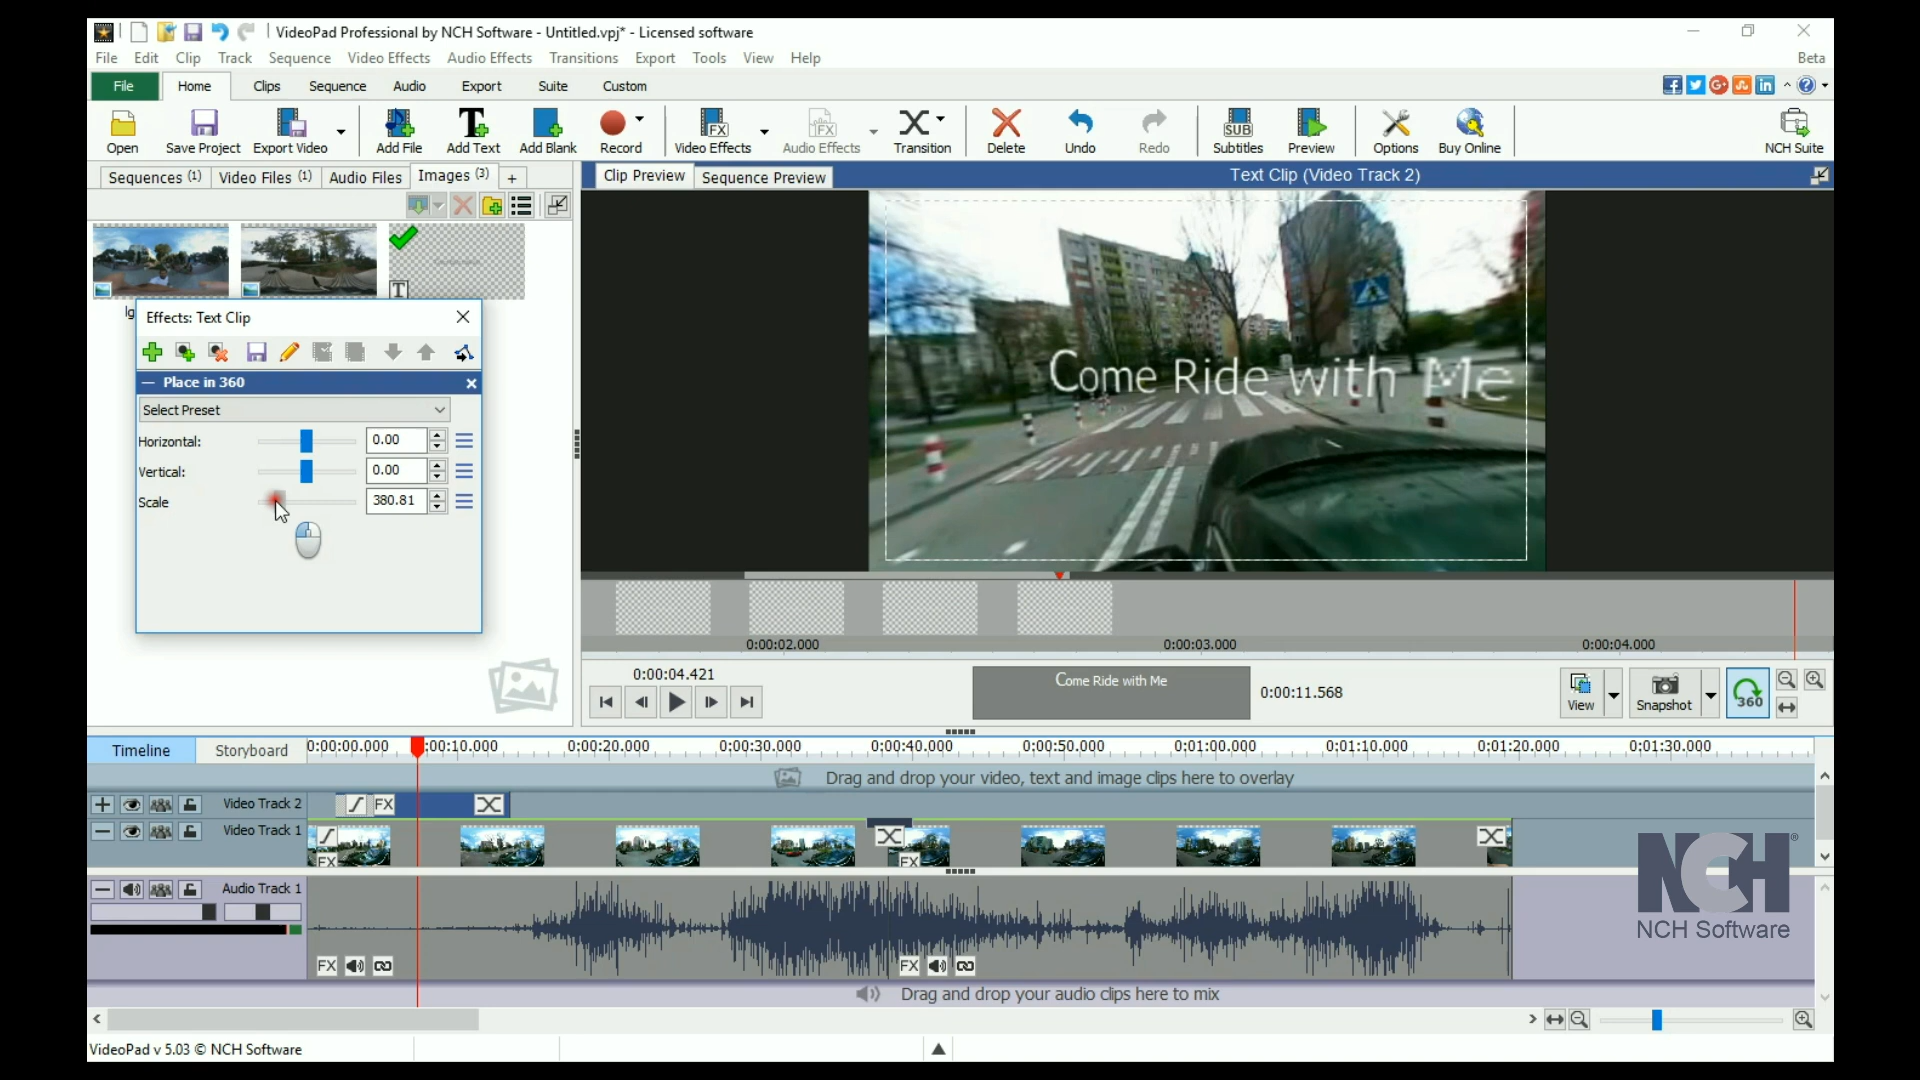 VideoPad Professional by NCH Software - Untitled.vpj* - Licensed software
File Edit Clip Track Sequence Video Effects Audio Effects Transitions Export Tools View Help Beta
File Home Clips Sequence Audio Export Suite Custom
Open Save Project Export Video Add File Add Text Add Blank Record Video Effects Audio Effects Transition Delete Undo Redo Subtitles Preview Options Buy Online NCH Suite
Sequences (1) Video Files (1) Audio Files Images (3) +
Clip Preview Sequence Preview Text Clip (Video Track 2)
Effects: Text Clip
Place in 360
Select Preset
Horizontal: 0.00
Vertical: 0.00
Scale 380.81
Come Ride with Me
0:00:02.000 0:00:03.000 0:00:04.000
0:00:04.421
Come Ride with Me
0:00:11.568
View Snapshot 360
Timeline Storyboard 0:00:00.000 :00:10.000 0:00:20.000 0:00:30.000 0:00:40.000 0:00:50.000 0:01:00.000 0:01:10.000 0:01:20.000 0:01:30.000
Drag and drop your video, text and image clips here to overlay
Video Track 2 FX
Video Track 1 FX FX
Audio Track 1
FX FX
NCH®
NCH Software
Drag and drop your audio clips here to mix
VideoPad v 5.03 © NCH Software